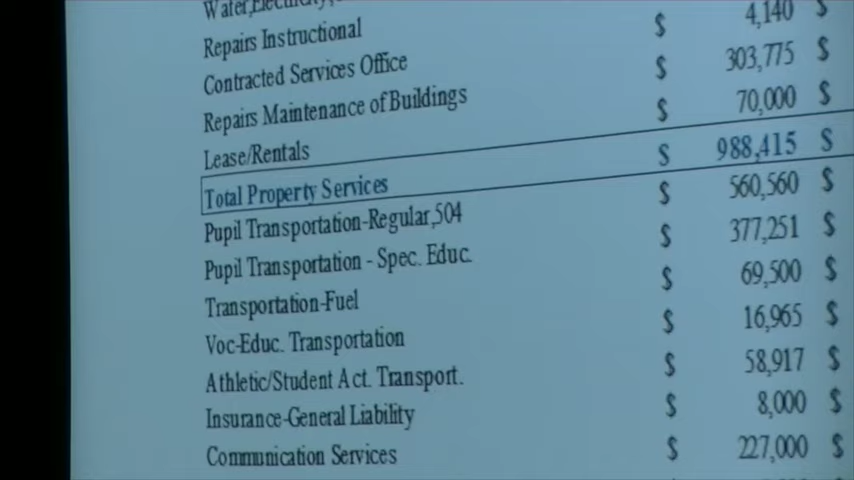 Water, Electricity,
Repairs Instructional
Contracted Services Office $ 4,140 $
Repairs Maintenance of Buildings $ 303,775 $
Lease/Rentals $ 70,000 $
Total Property Services $ 988,415 $
Pupil Transportation-Regular,504 $ 560,560 $
Pupil Transportation - Spec. Educ. $ 377,251 $
Transportation-Fuel $ 69,500 $
Voc-Educ. Transportation $ 16,965 $
Athletic/Student Act. Transport. $ 58,917 $
Insurance-General Liability $ 8,000 $
Communication Services $ 227,000 $